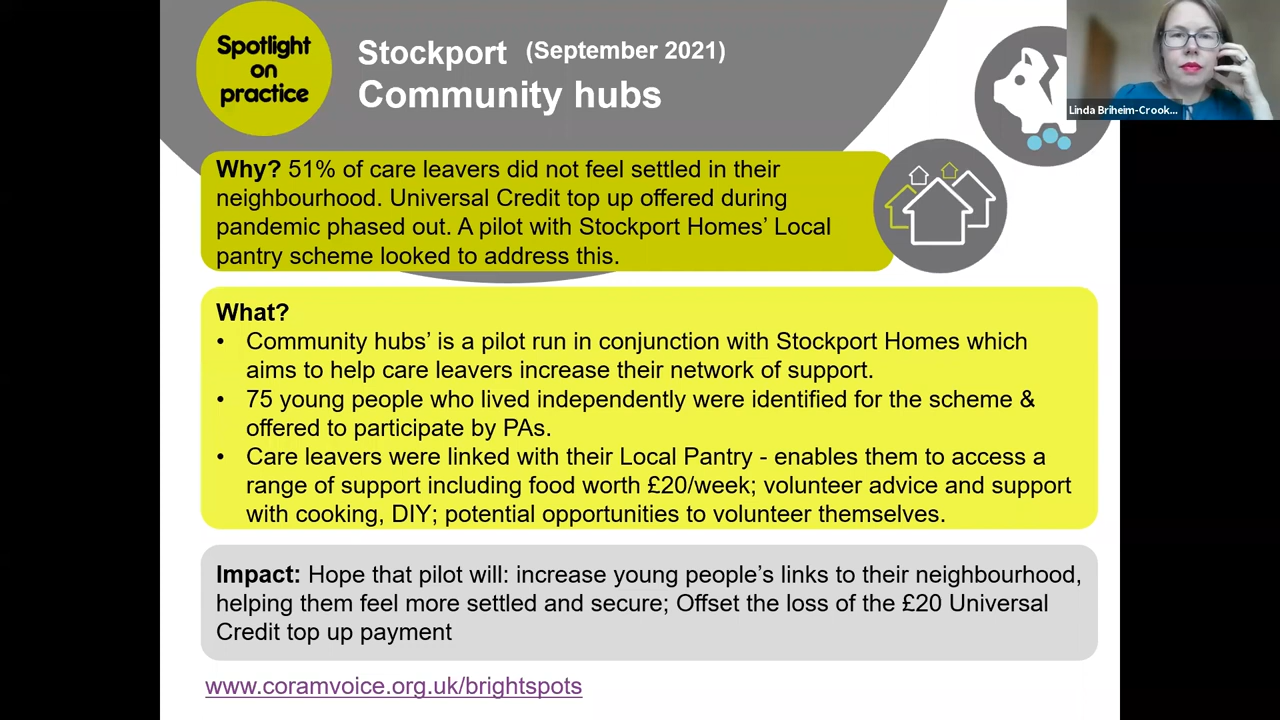 Spotlight
on
practice
Stockport (September 2021)
Community hubs
Linda Briheim-Crook...
Why? 51% of care leavers did not feel settled in their
neighbourhood. Universal Credit top up offered during
pandemic phased out. A pilot with Stockport Homes’ Local
pantry scheme looked to address this.
What?
• Community hubs’ is a pilot run in conjunction with Stockport Homes which
aims to help care leavers increase their network of support.
• 75 young people who lived independently were identified for the scheme &
offered to participate by PAs.
• Care leavers were linked with their Local Pantry - enables them to access a
range of support including food worth £20/week; volunteer advice and support
with cooking, DIY; potential opportunities to volunteer themselves.
Impact: Hope that pilot will: increase young people’s links to their neighbourhood,
helping them feel more settled and secure; Offset the loss of the £20 Universal
Credit top up payment
www.coramvoice.org.uk/brightspots